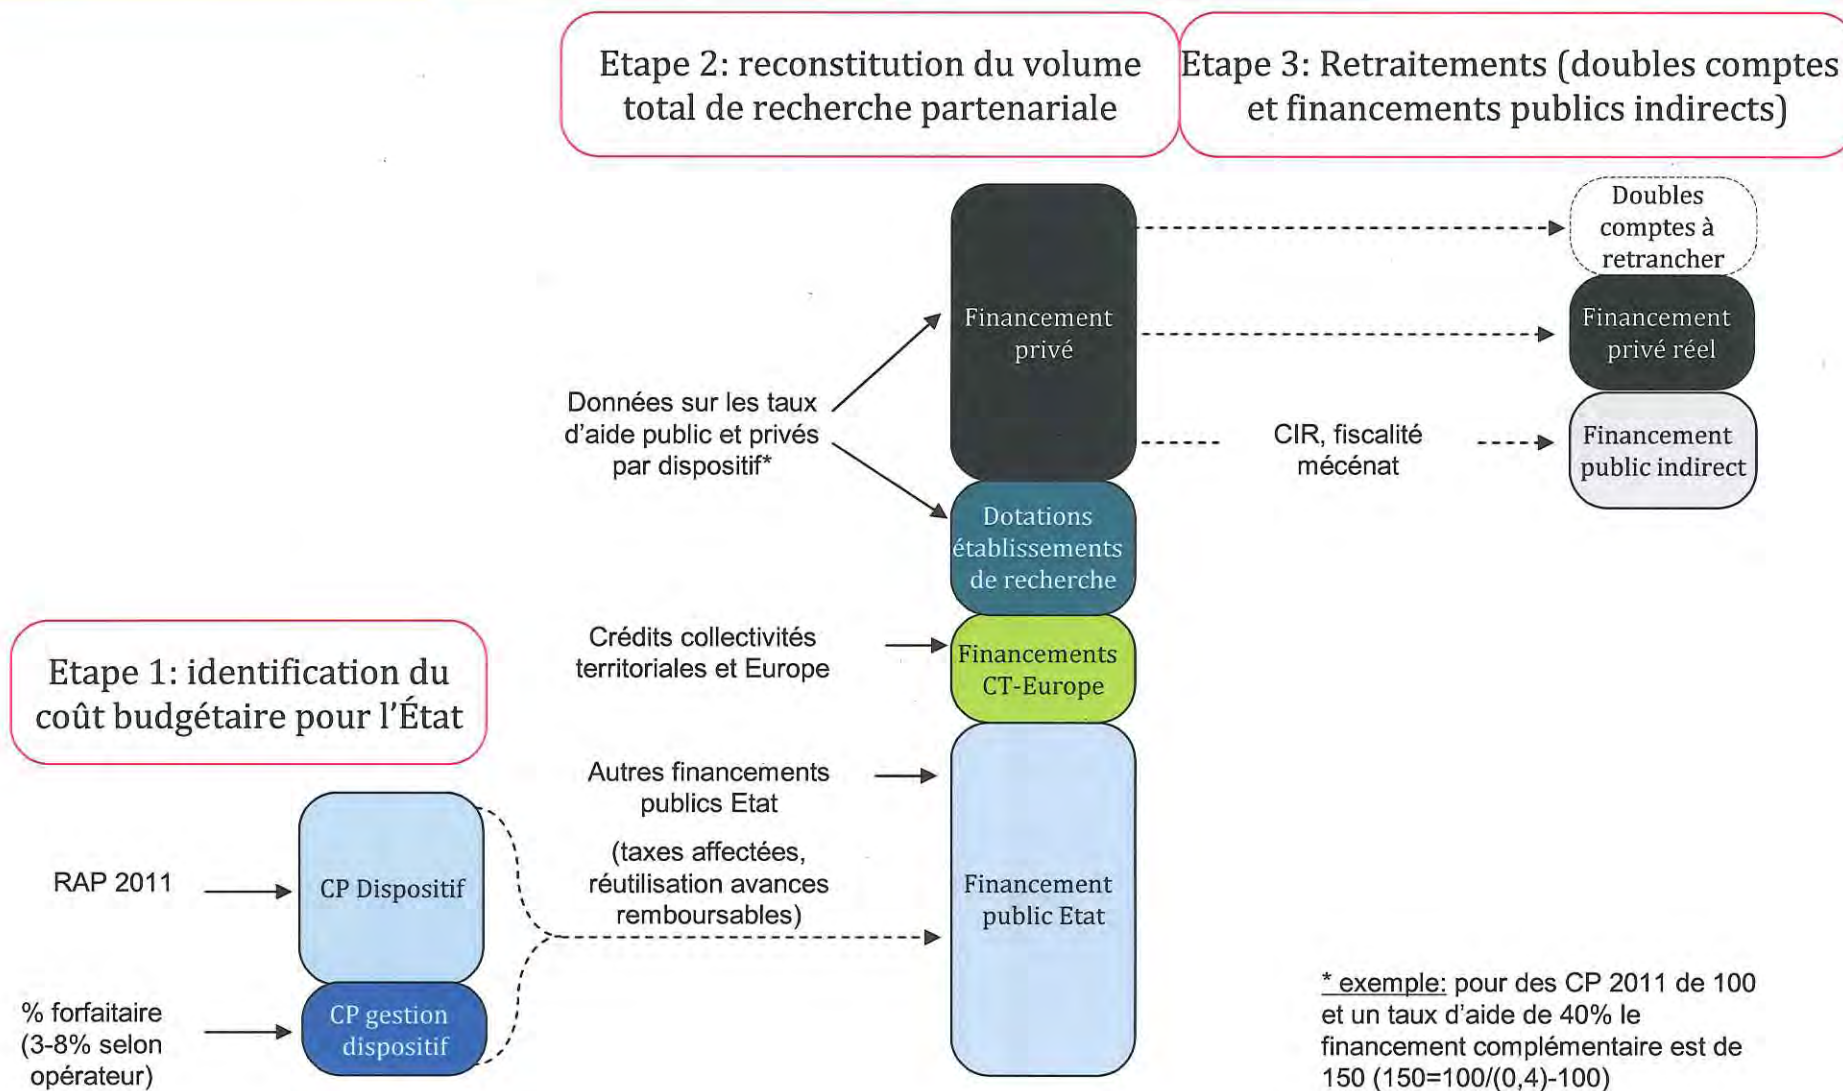 Etape 2: reconstitution du volume
total de recherche partenariale
Etape 3: Retraitements (doubles comptes
et financements publics indirects)
Doubles
comptes à
retrancher
Financement
privé
Financement
privé réel
Données sur les taux
d'aide public et privés
par dispositif*
CIR, fiscalité
mécénat
Financement
public indirect
Dotations
établissements
de recherche
Etape 1: identification du
coût budgétaire pour l'État
Crédits collectivités
territoriales et Europe
Financements
CT-Europe
Autres financements
publics Etat
(taxes affectées,
réutilisation avances
remboursables)
RAP 2011
CP Dispositif
Financement
public Etat
% forfaitaire
(3-8% selon
opérateur)
CP gestion
dispositif
* exemple: pour des CP 2011 de 100
et un taux d'aide de 40% le
financement complémentaire est de
150 (150=100/(0,4)-100)